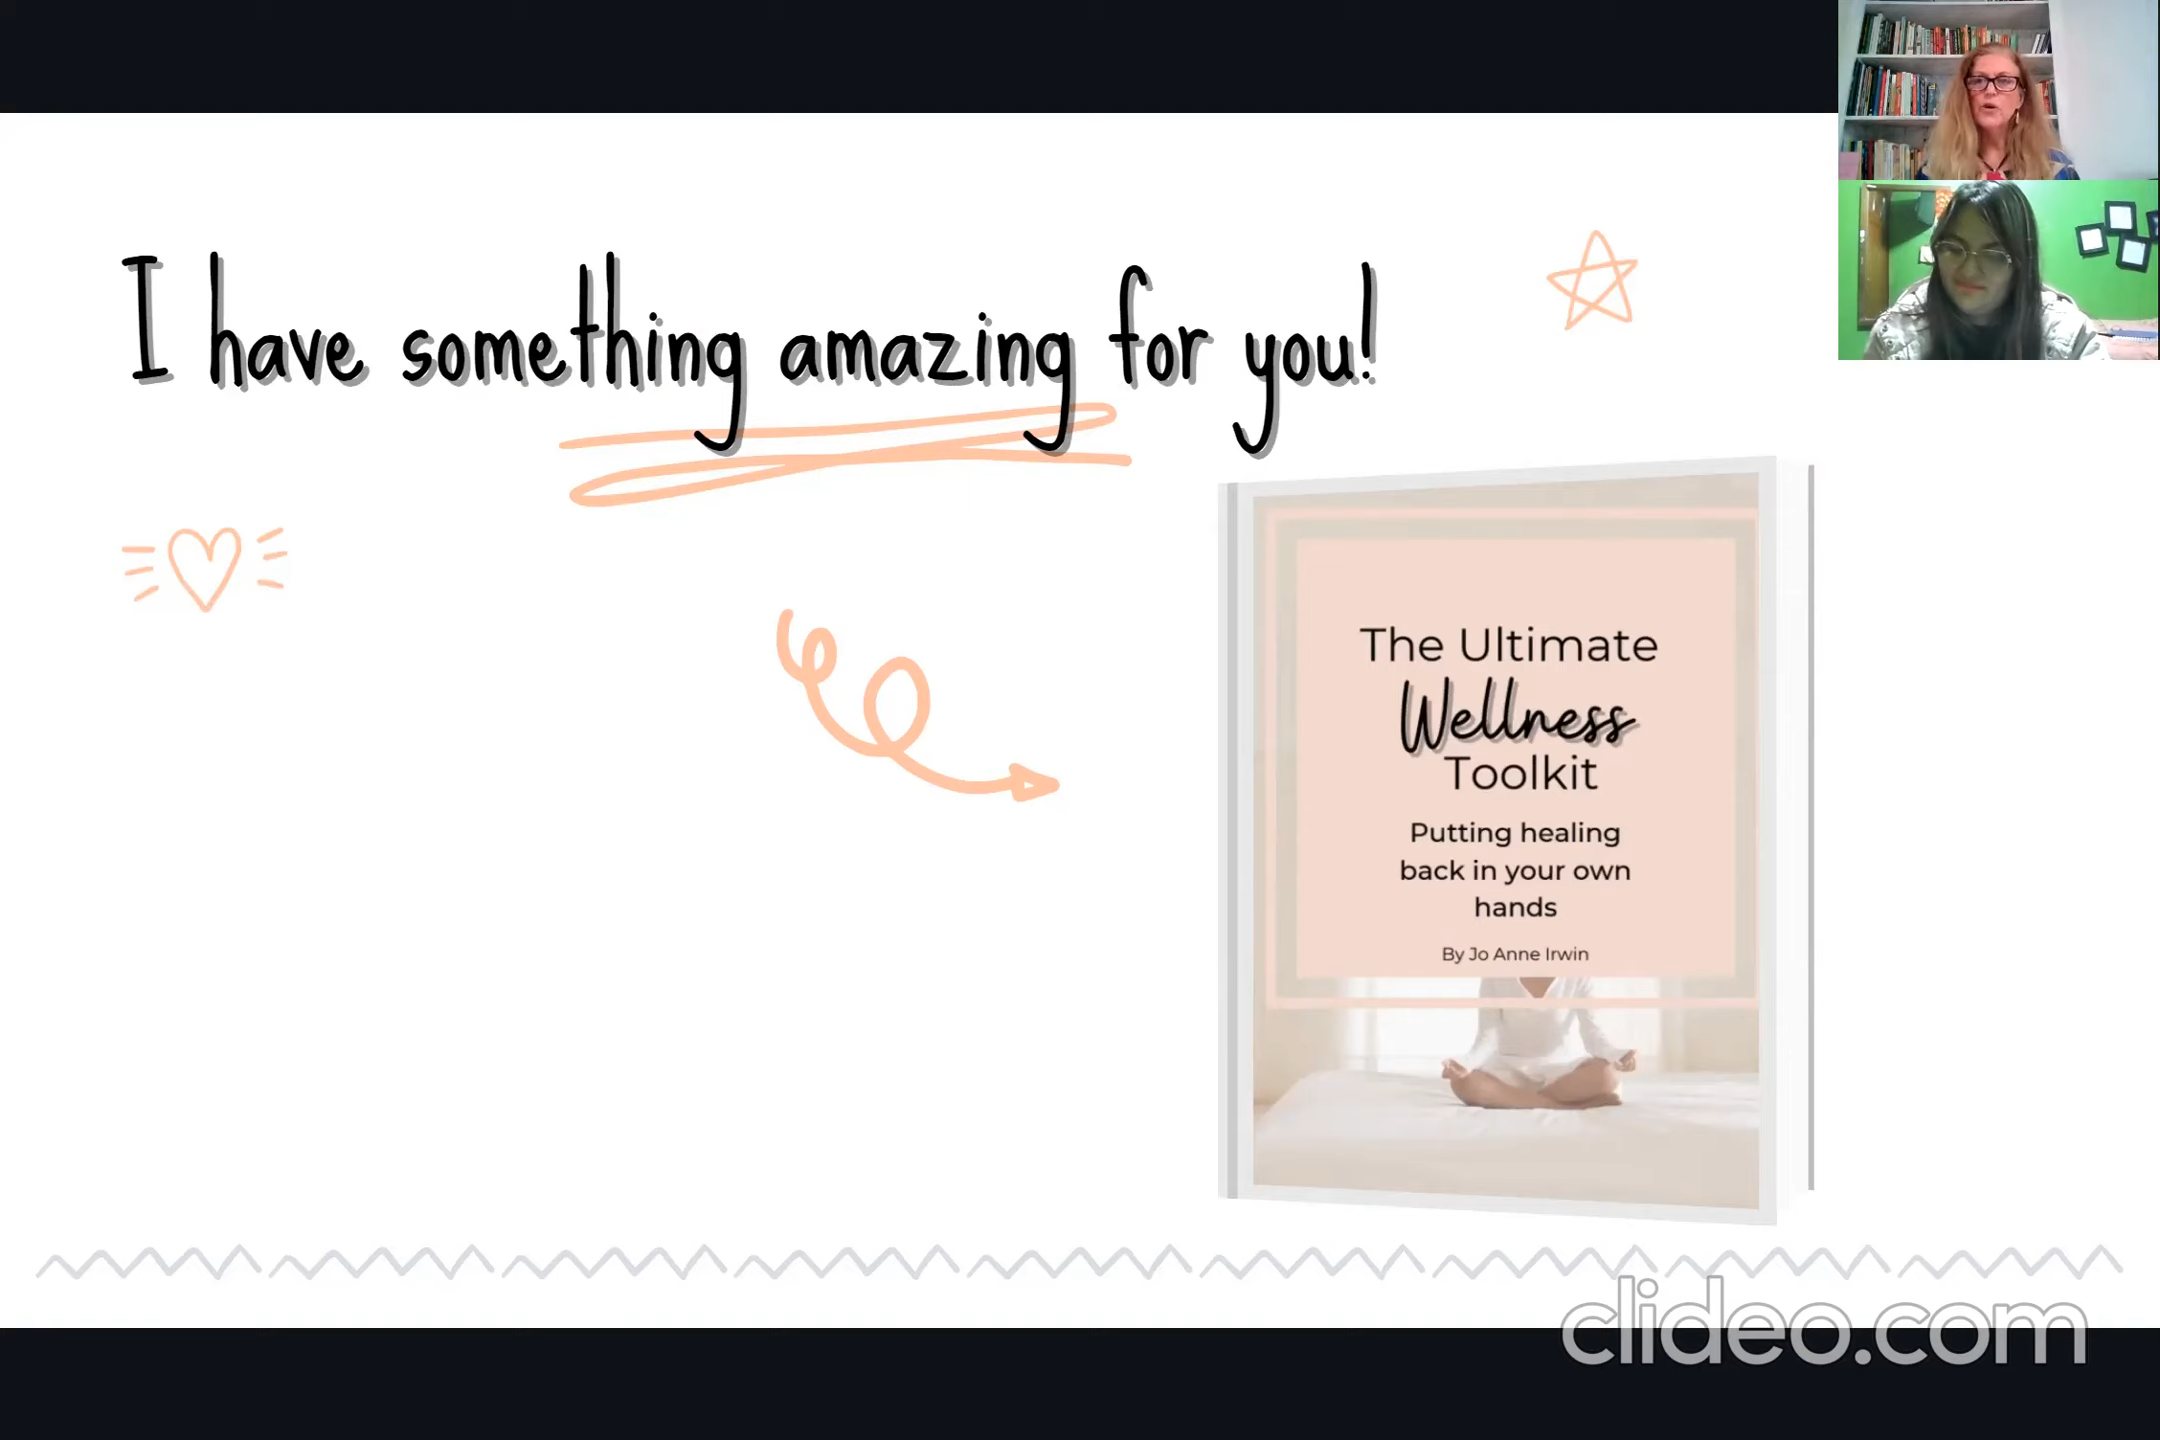 I have something amazing for you!
The Ultimate
Wellness
Toolkit
Putting healing
back in your own
hands
By Jo Anne Irwin
clideo.com